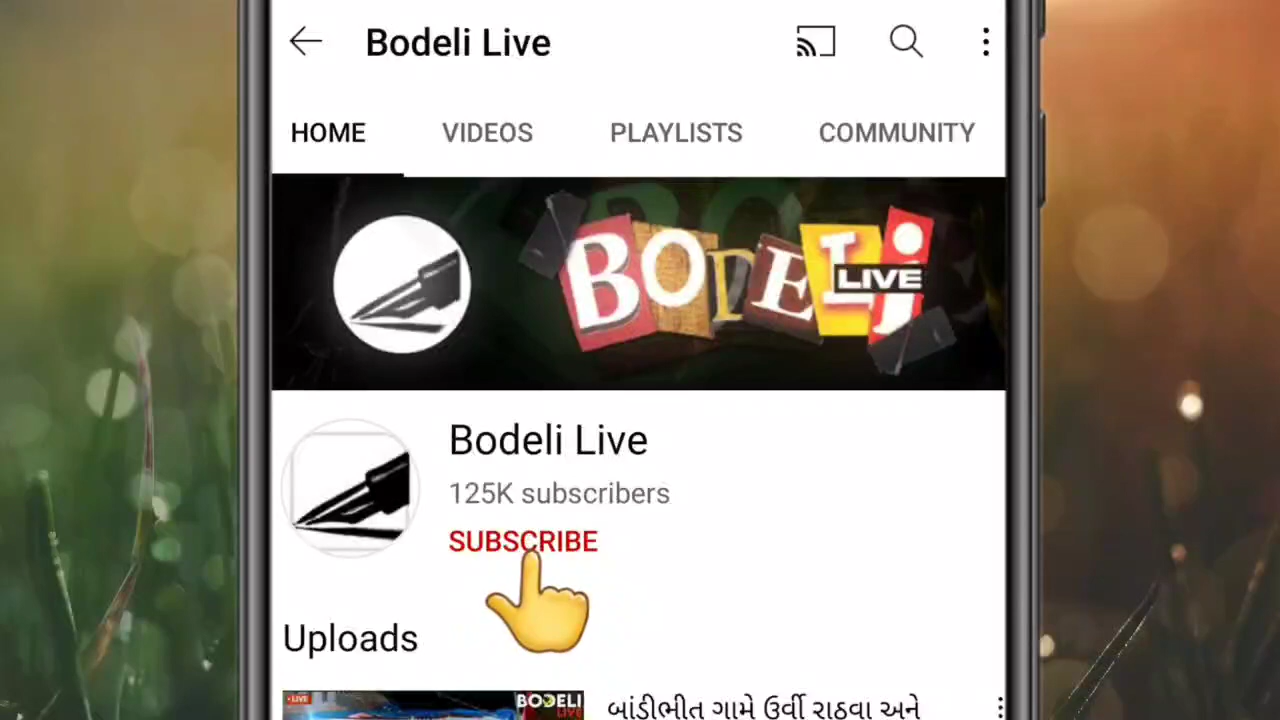 Bodeli Live
HOME VIDEOS PLAYLISTS COMMUNITY
BODELi
LIVE
Bodeli Live
125K subscribers
SUBSCRIBE
Uploads
LIVE
BODELI
LIVE
બાંડીભીત ગામે ઉર્વી રાઠવા અને